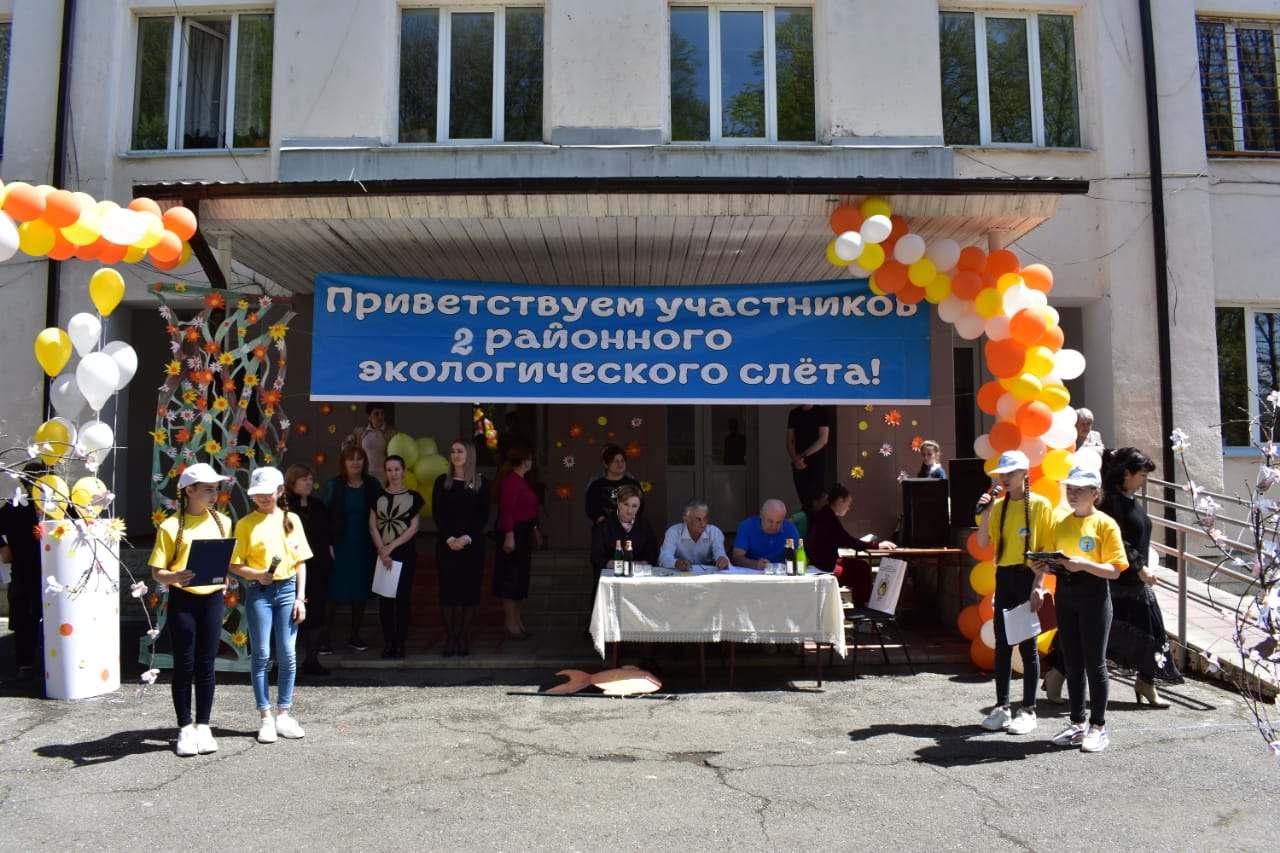 Приветствуем участников
2 районного
экологического слёта!